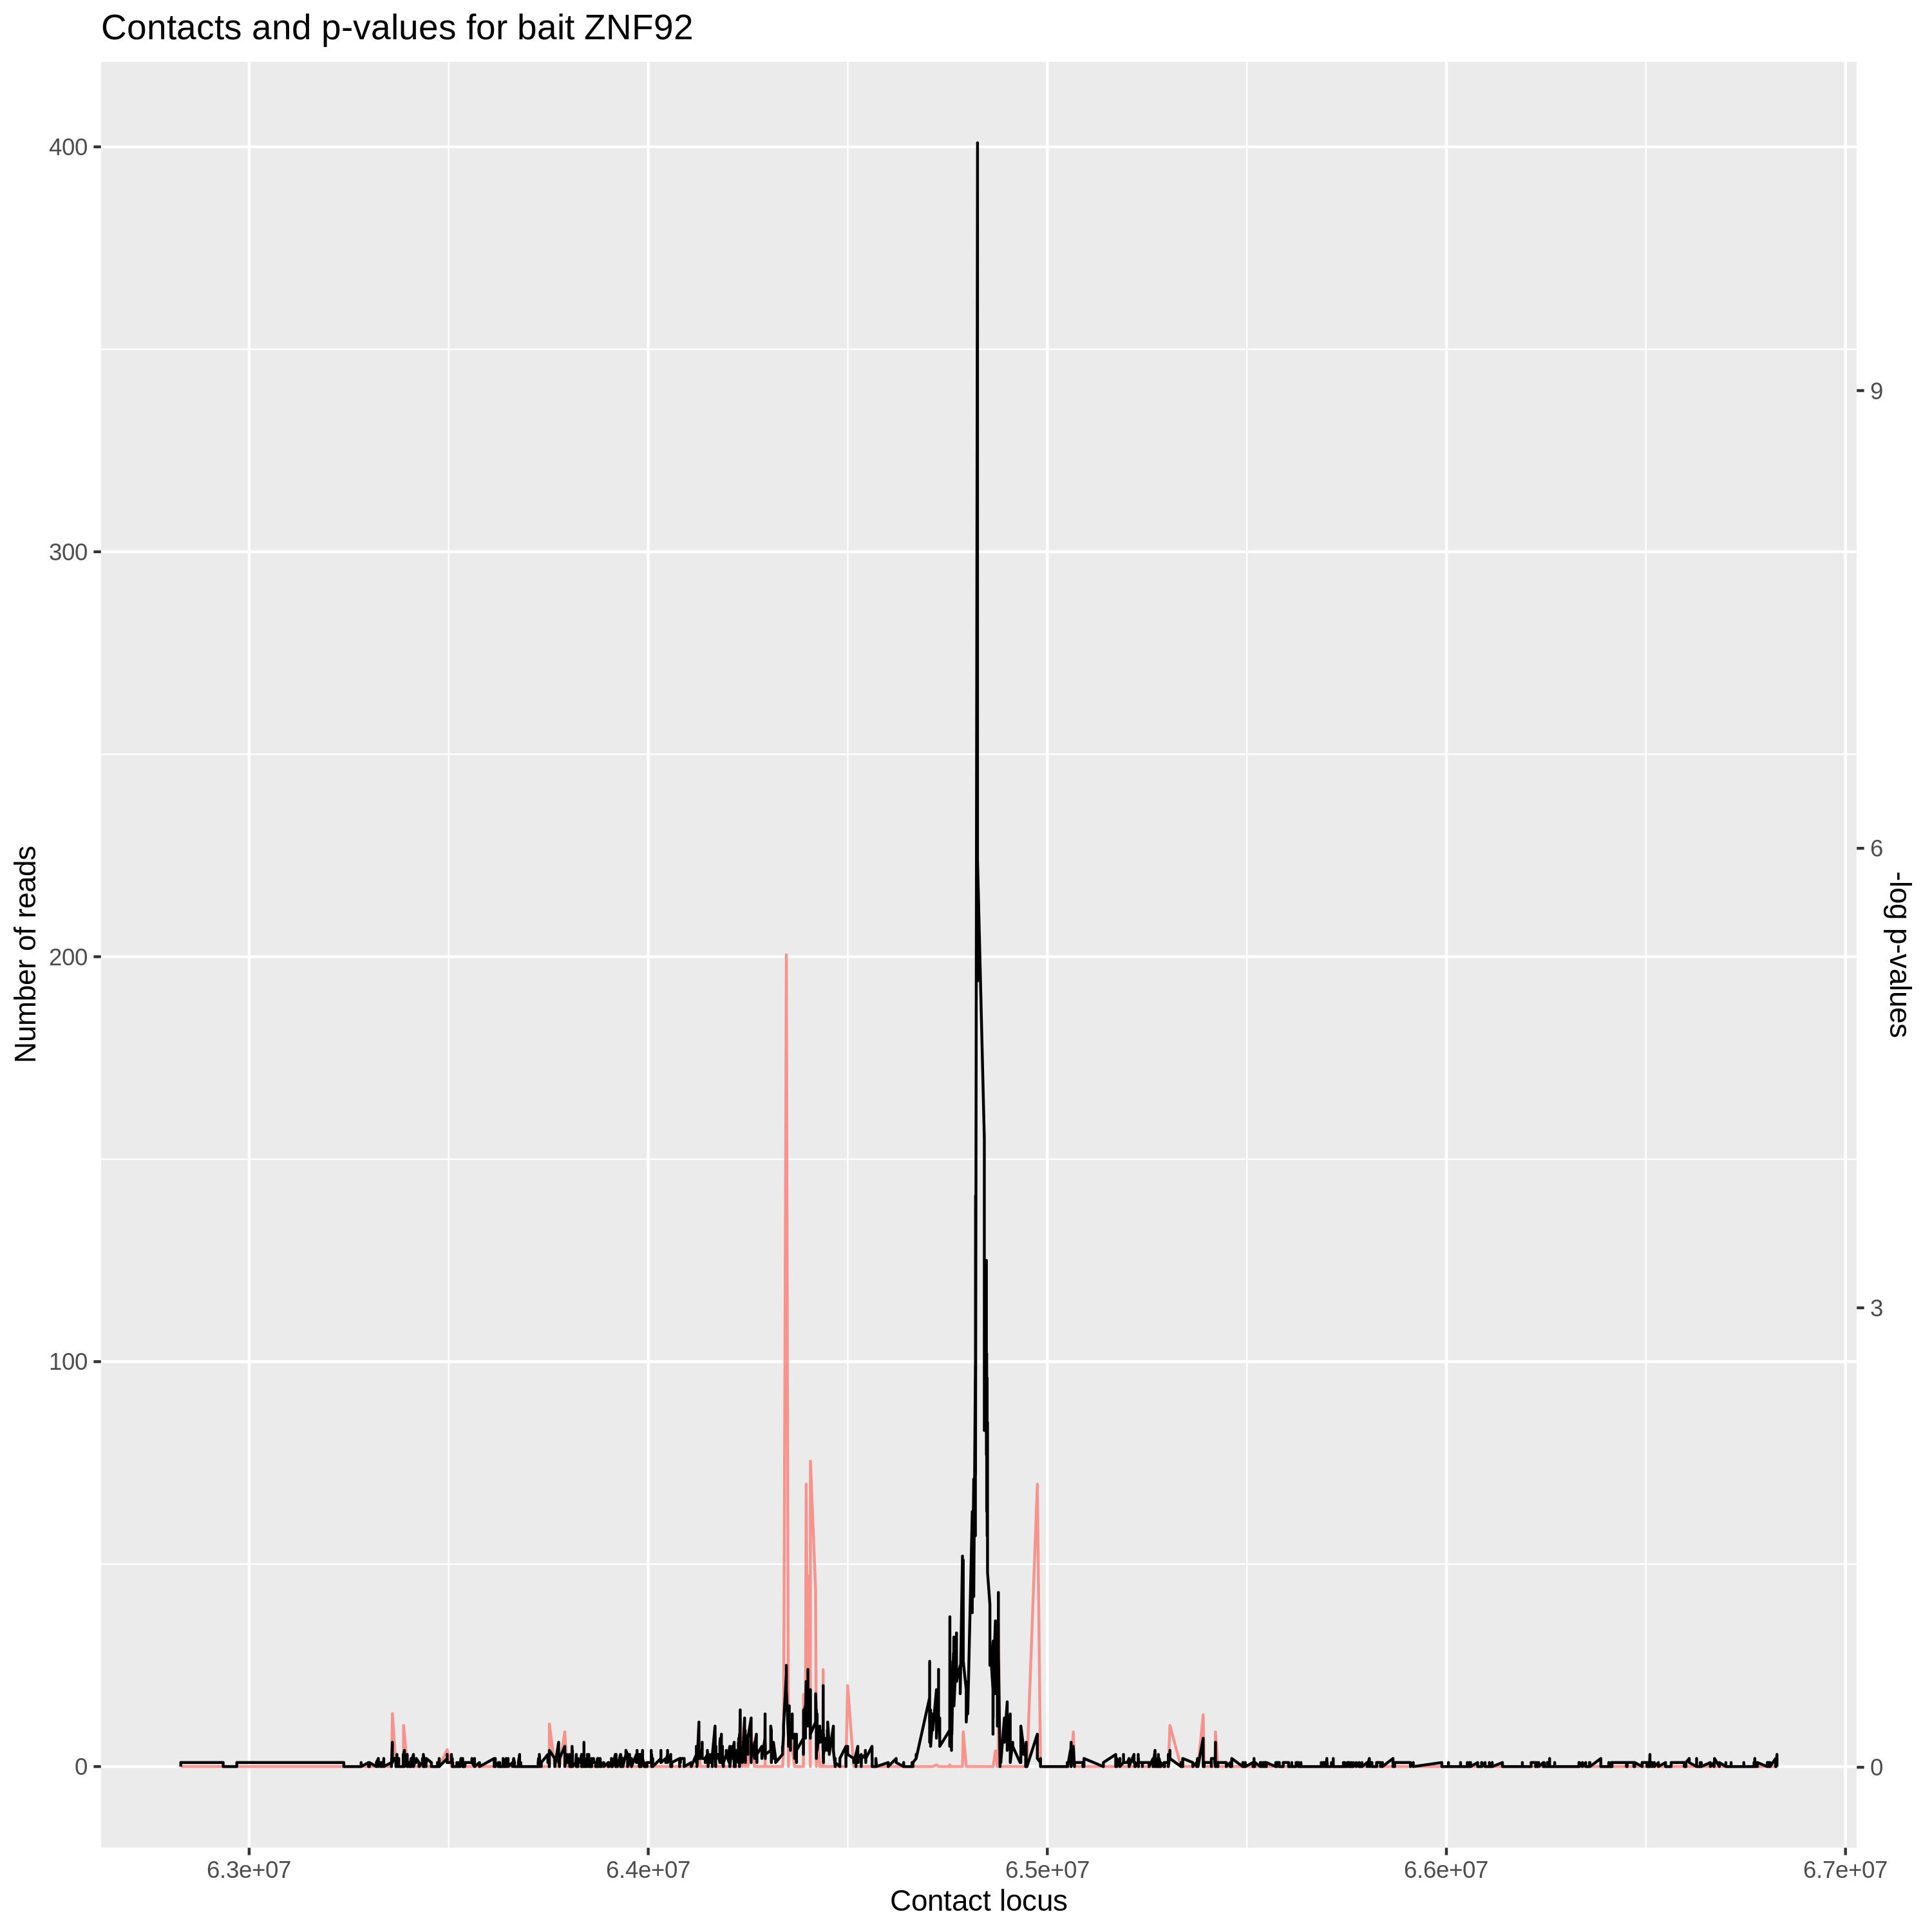 Contacts and p-values for bait ZNF92
400
300
200
100
0
Number of reads
9
6
3
0
-log p-values
6.3e+07
6.4e+07
6.5e+07
6.6e+07
6.7e+07
Contact locus